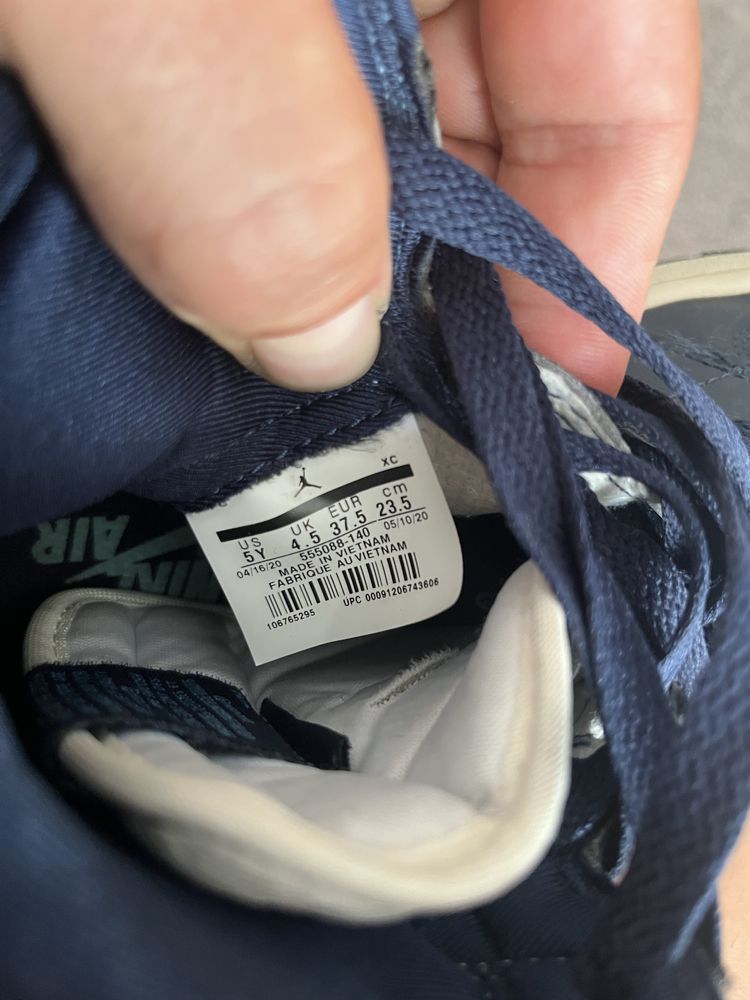 XC
US UK EUR cm
5Y 4.5 37.5 23.5
04/16/20 555088-140 05/10/20
MADE IN VIETNAM
FABRIQUE AU VIETNAM
106765295 UPC 00091206743606
AIR